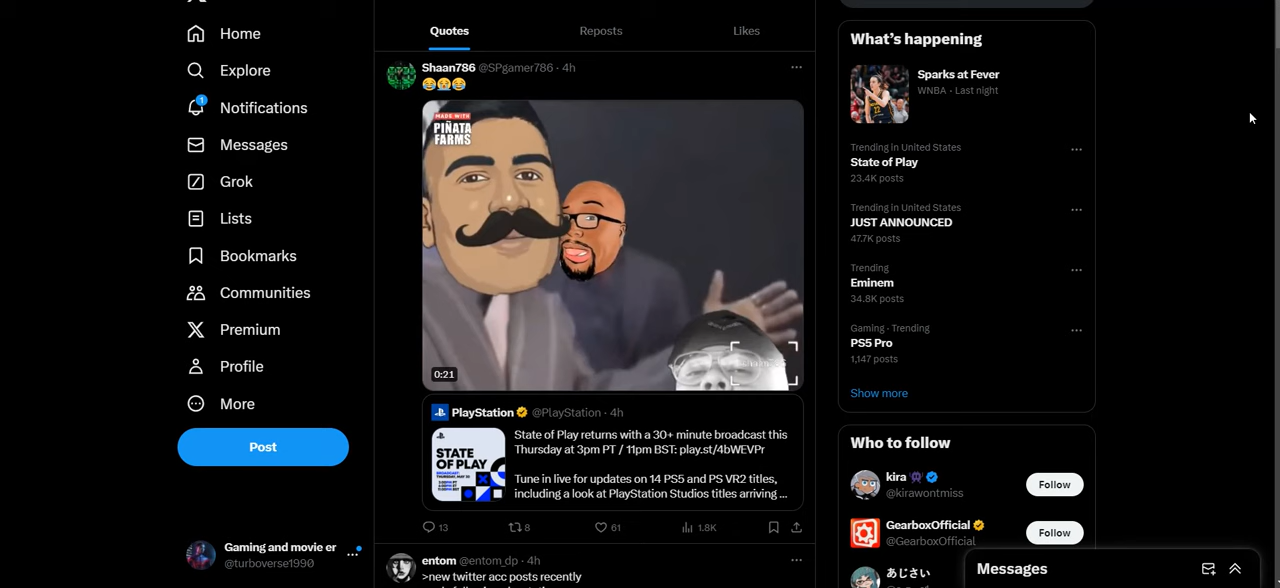 Home
Explore
1
Notifications
Messages
Grok
Lists
Bookmarks
Communities
Premium
Profile
More
Post
Gaming and movie er
@turboverse1990
Quotes
Reposts
Likes
Shaan786 @SPgamer786 · 4h
😂😭😂
MADE WITH
PIÑATA
FARMS
0:21
PlayStation @PlayStation · 4h
STATE
OF PLAY
State of Play returns with a 30+ minute broadcast this
Thursday at 3pm PT / 11pm BST: play.st/4bWEVPr
Tune in live for updates on 14 PS5 and PS VR2 titles,
including a look at PlayStation Studios titles arriving ...
13
8
61
1.8K
entom @entom_dp · 4h
>new twitter acc posts recently
What's happening
Sparks at Fever
WNBA · Last night
Trending in United States
State of Play
23.4K posts
Trending in United States
JUST ANNOUNCED
47.7K posts
Trending
Eminem
34.8K posts
Gaming · Trending
PS5 Pro
1,147 posts
Show more
Who to follow
kira
@kirawontmiss
Follow
GearboxOfficial
@GearboxOfficial
Follow
あじさい
Messages